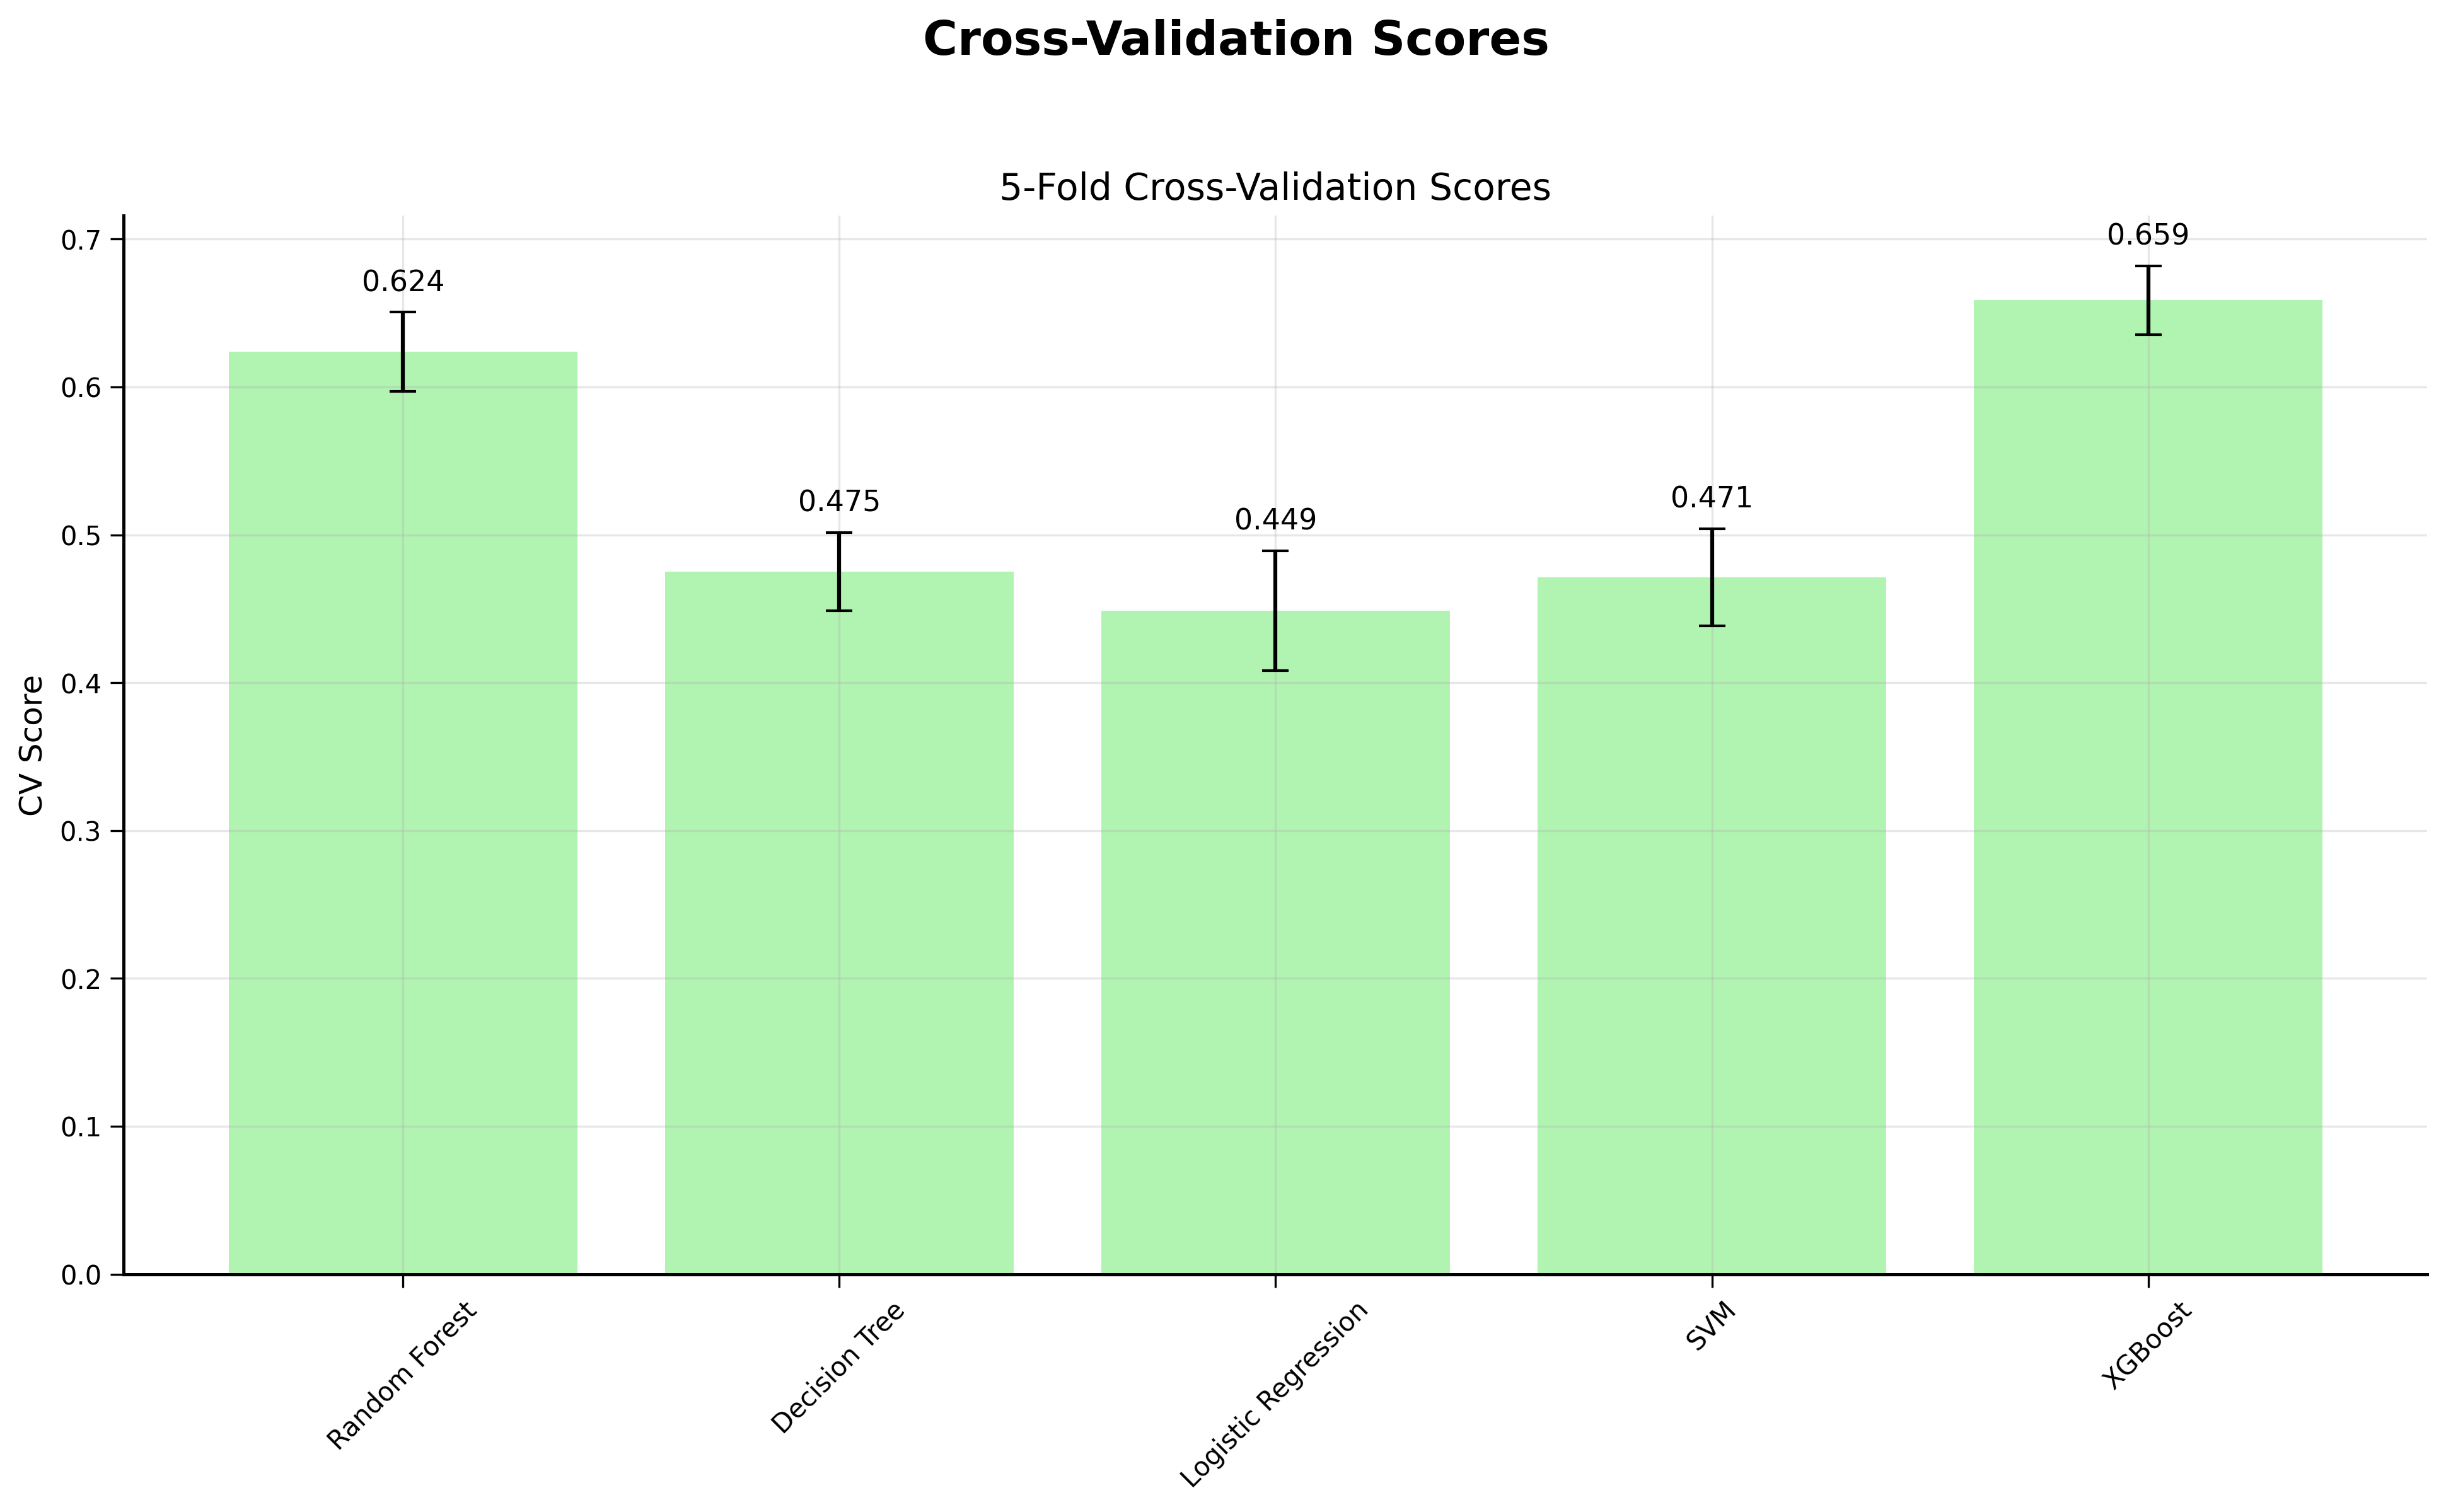 Cross-Validation Scores
5-Fold Cross-Validation Scores
CV Score
0.7
0.6
0.5
0.4
0.3
0.2
0.1
0.0
0.624
0.475
0.449
0.471
0.659
Random Forest
Decision Tree
Logistic Regression
SVM
XGBoost